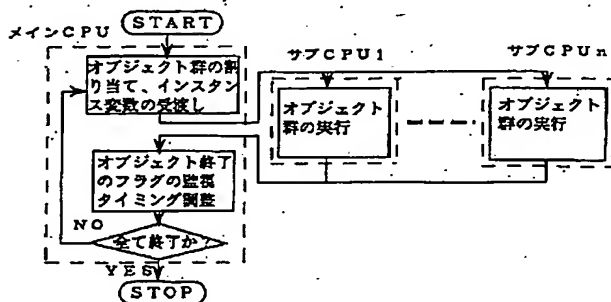 メインCPU
START
オブジェクト群の割
り当て、インスタン
ス変数の受渡し
サブCPU1
サブCPUn
オブジェクト
群の実行
オブジェクト
群の実行
オブジェクト終了
のフラグの監視
タイミング調整
NO
全て終了か?
YES
STOP